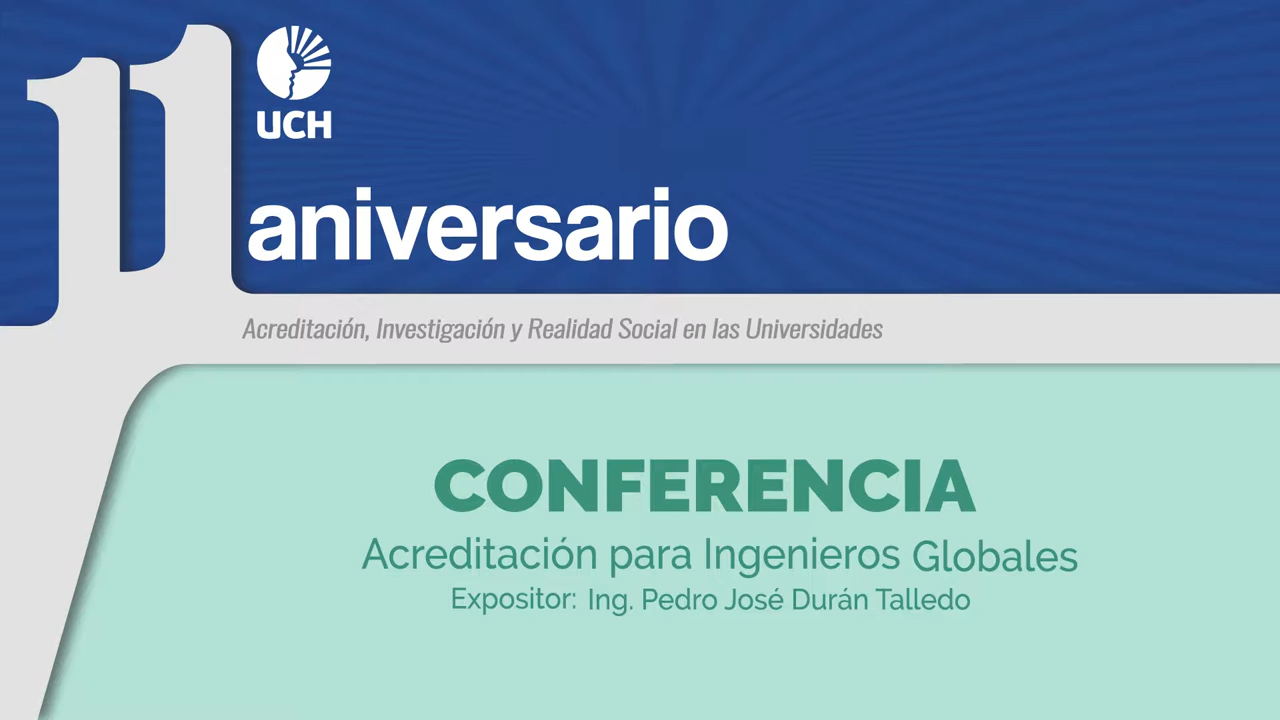 11
UCH
aniversario
Acreditación, Investigación y Realidad Social en las Universidades
CONFERENCIA
Acreditación para Ingenieros Globales
Expositor: Ing. Pedro José Durán Talledo